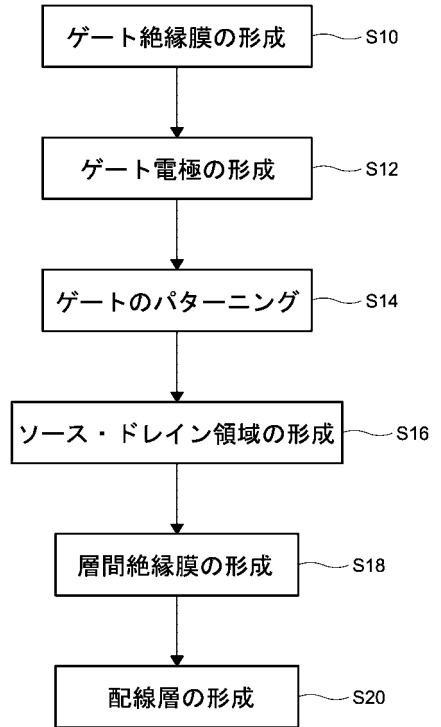 ゲート絶縁膜の形成 S10
ゲート電極の形成 S12
ゲートのパターニング S14
ソース・ドレイン領域の形成 S16
層間絶縁膜の形成 S18
配線層の形成 S20